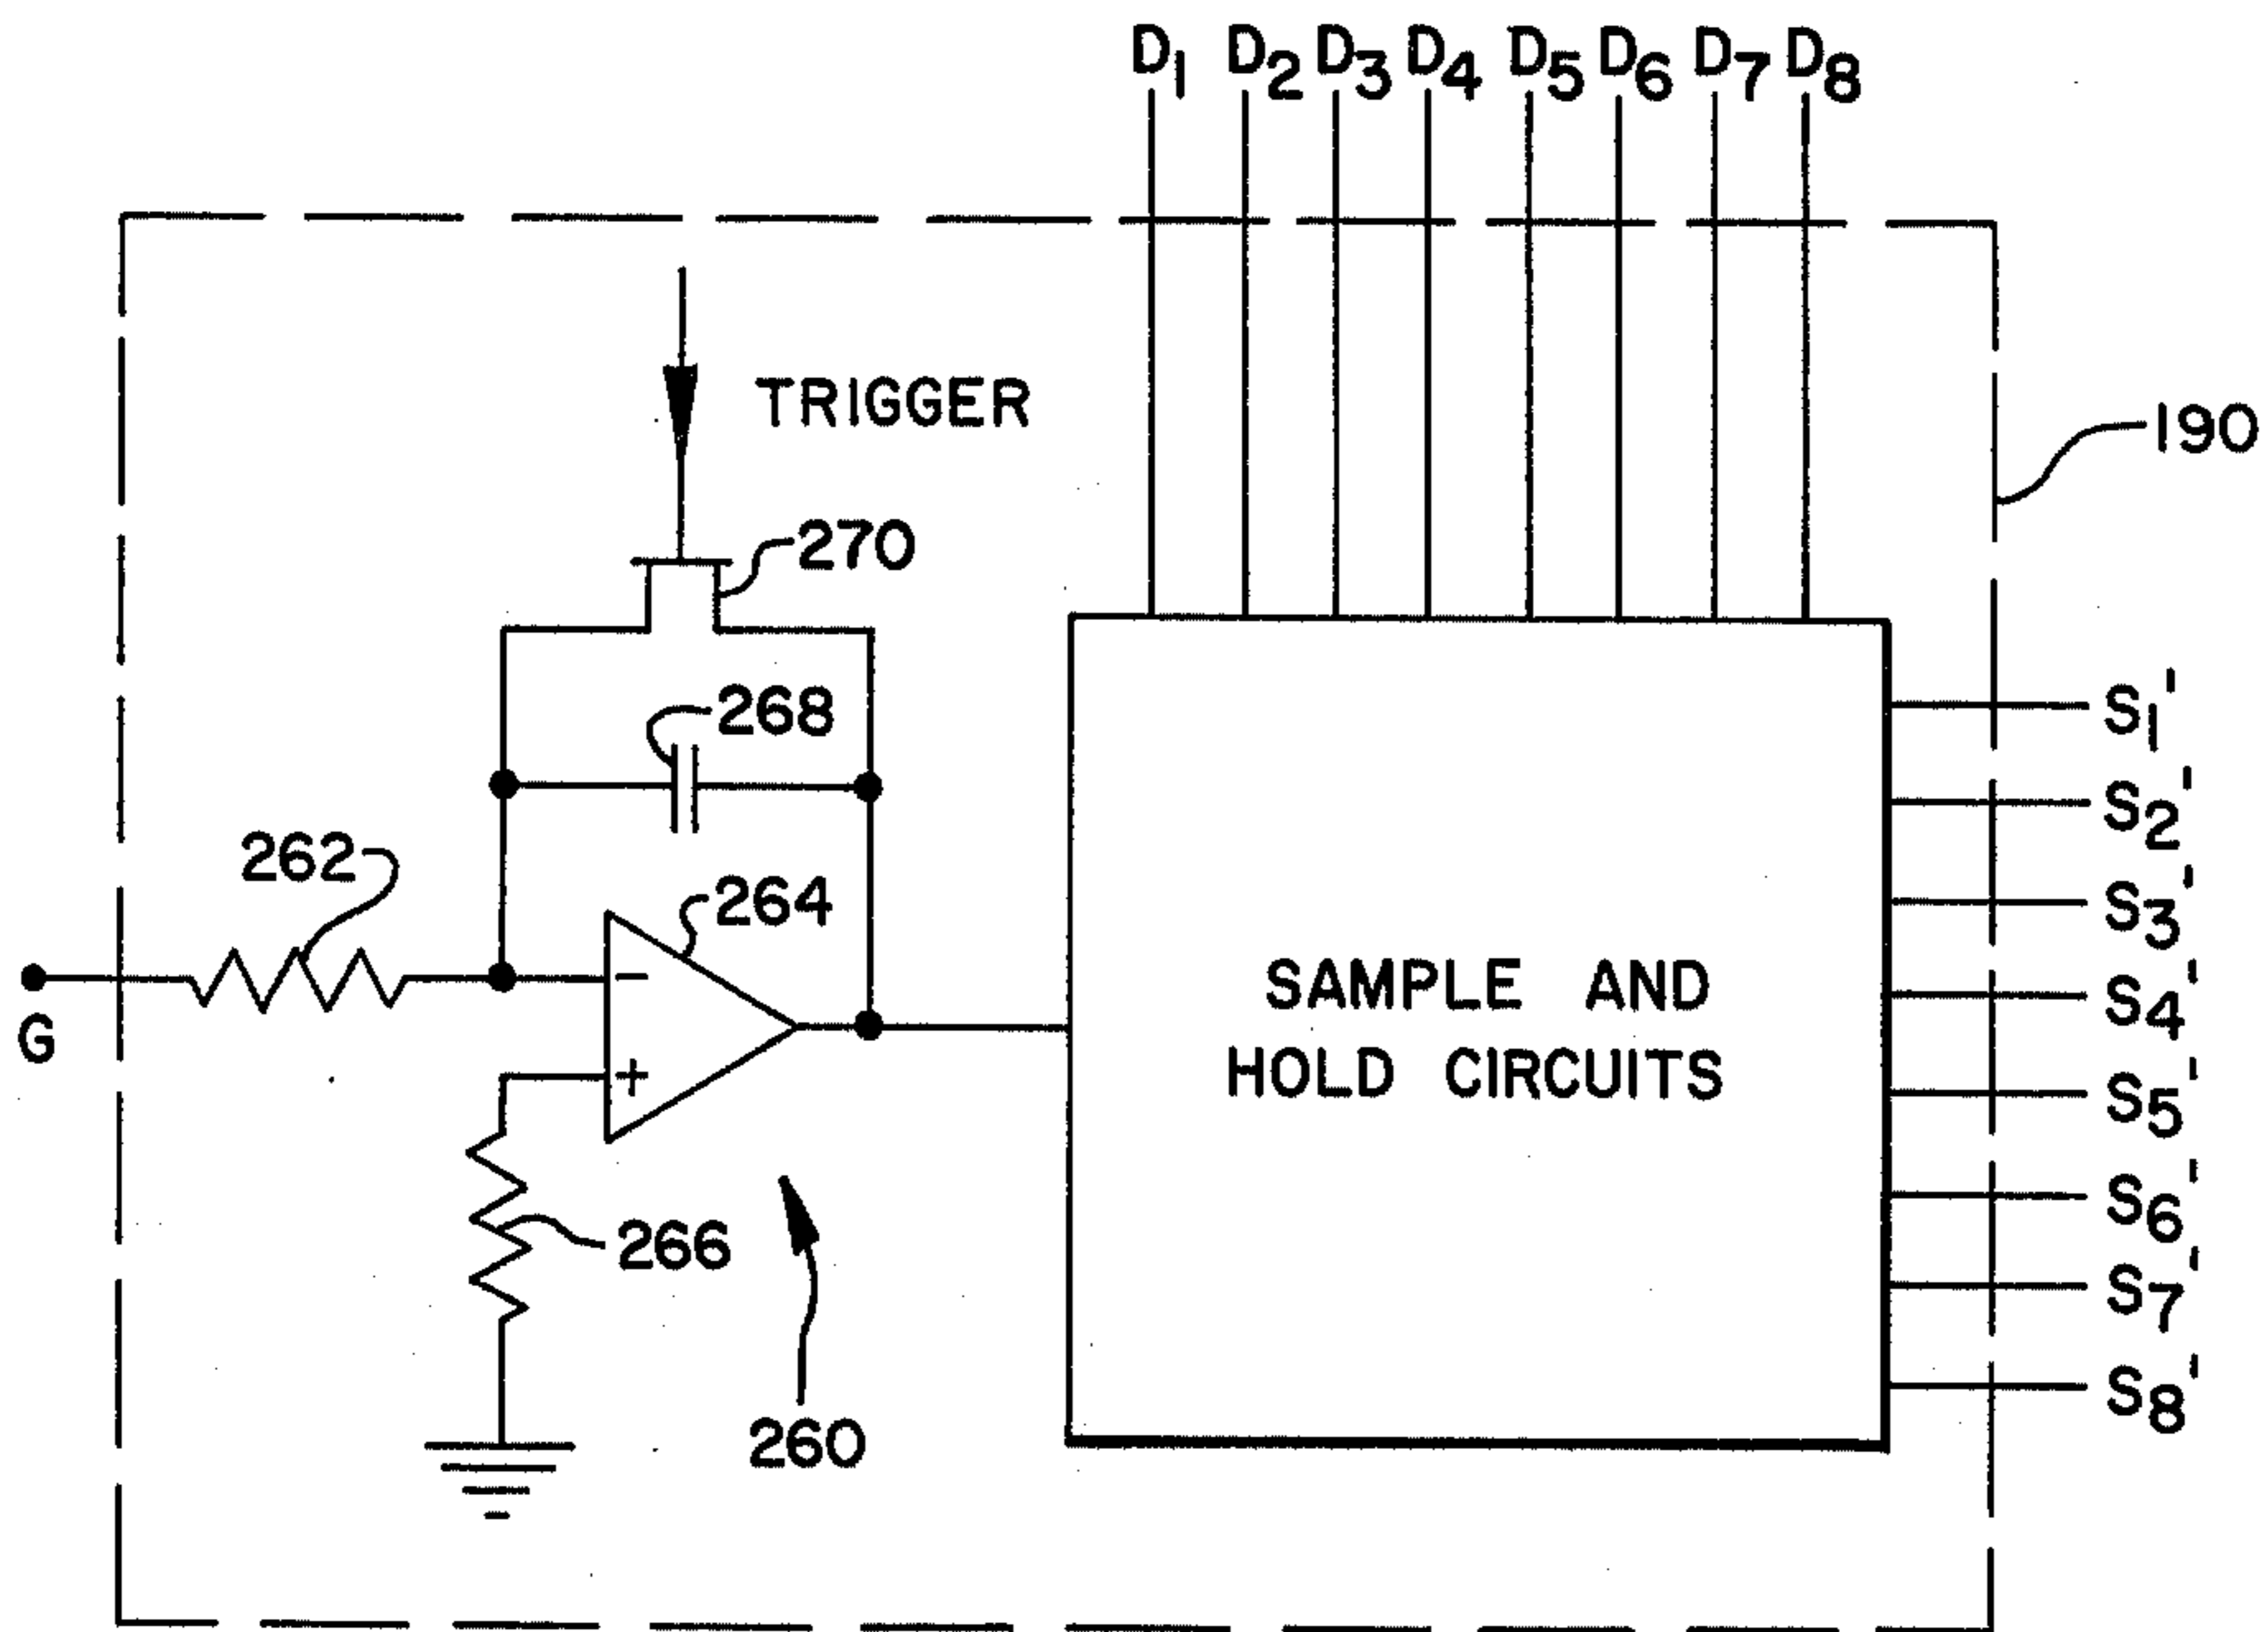 D1 D2 D3 D4 D5 D6 D7 D8
TRIGGER
190
270
268
S1'
S2'
262
264
S3'
G
−
+
SAMPLE AND
HOLD CIRCUITS
S4'
S5'
266
S6'
S7'
260
S8'